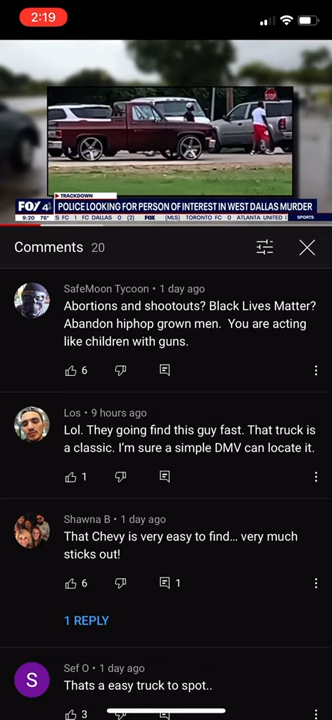 2:19
TRACKDOWN
FOX 4
POLICE LOOKING FOR PERSON OF INTEREST IN WEST DALLAS MURDER
9:20 76° 'S FC 1 FC DALLAS 0 (2) FOX (MLS) TORONTO FC 0 ATLANTA UNITED 1 SPORTS
Comments 20
SafeMoon Tycoon • 1 day ago
Abortions and shootouts? Black Lives Matter?
Abandon hiphop grown men. You are acting
like children with guns.
6
Los • 9 hours ago
Lol. They going find this guy fast. That truck is
a classic. I'm sure a simple DMV can locate it.
1
Shawna B • 1 day ago
That Chevy is very easy to find… very much
sticks out!
6 1
1 REPLY
S
Sef O • 1 day ago
Thats a easy truck to spot..
3